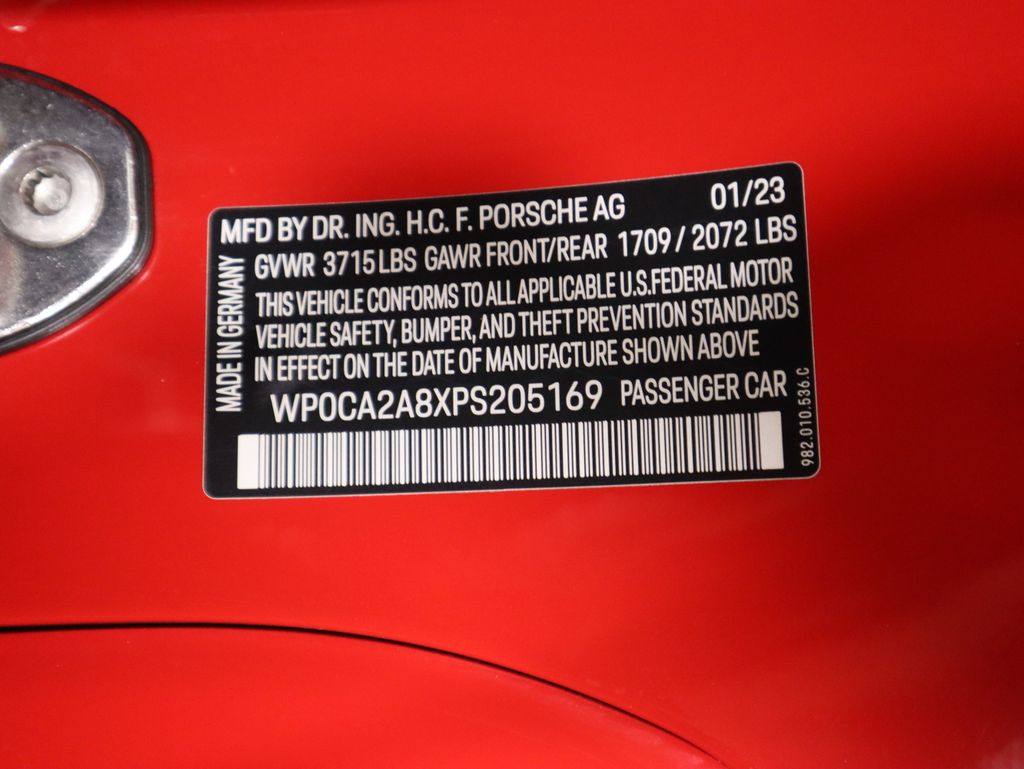 MFD BY DR. ING. H.C. F. PORSCHE AG 01/23
GVWR 3715 LBS GAWR FRONT/REAR 1709 / 2072 LBS
THIS VEHICLE CONFORMS TO ALL APPLICABLE U.S. FEDERAL MOTOR
VEHICLE SAFETY, BUMPER, AND THEFT PREVENTION STANDARDS
IN EFFECT ON THE DATE OF MANUFACTURE SHOWN ABOVE
WP0CA2A8XPS205169 PASSENGER CAR
MADE IN GERMANY
982.010.536.C